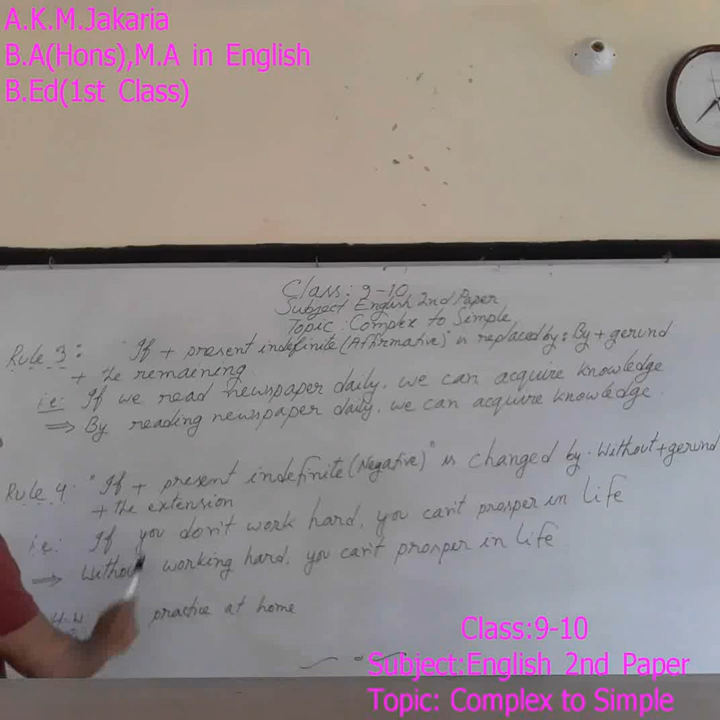 A.K.M.Jakaria
B.A(Hons),M.A in English
B.Ed(1st Class)
Class: 9-10
Subject English 2nd Paper
Topic: Complex to Simple
Rule 3: "If + present indefinite (Affirmative)" is replaced by: By + gerund
+ the remaining
i.e: If we read newspaper daily, we can acquire knowledge
⇒ By reading newspaper daily, we can acquire knowledge.
Rule 4: "If + present indefinite (Negative)" is changed by. Without + gerund
+ the extension
i.e: If you don't work hard, you can't prosper in life
⇒ Without working hard, you can't prosper in life
H.W practice at home
Class:9-10
Subject:English 2nd Paper
Topic: Complex to Simple